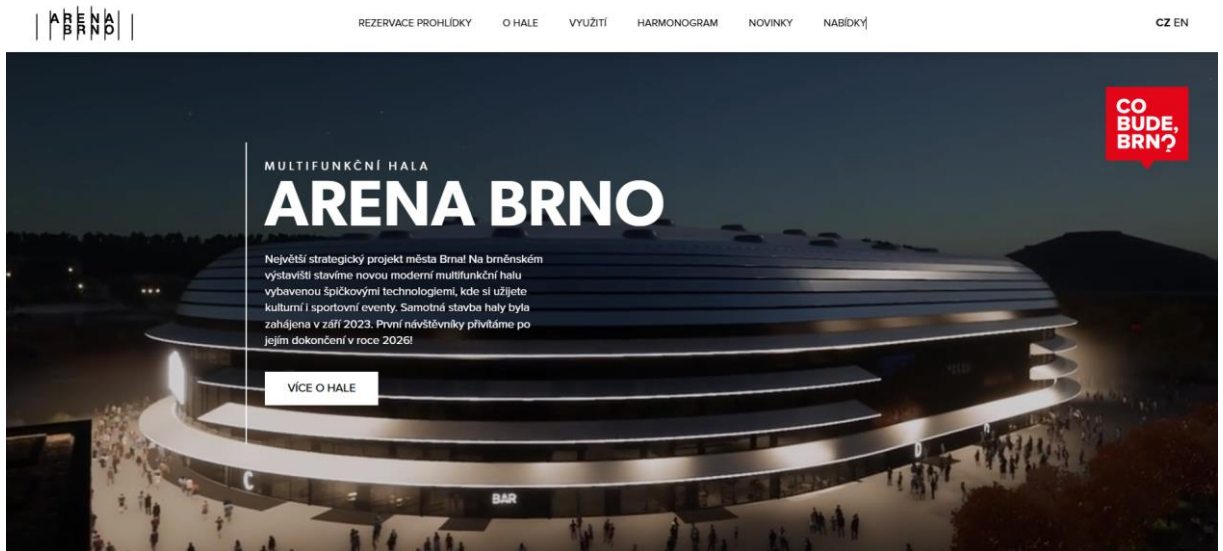 ARENA
BRNO
REZERVACE PROHLÍDKY O HALE VYUŽITÍ HARMONOGRAM NOVINKY NABÍDKY
CZ EN
CO
BUDE,
BRN?
MULTIFUNKČNÍ HALA
ARENA BRNO
Největší strategický projekt města Brna! Na brněnském
výstavišti stavíme novou moderní multifunkční halu
vybavenou špičkovými technologiemi, kde si užijete
kulturní i sportovní eventy. Samotná stavba haly byla
zahájena v září 2023. První návštěvníky přivítáme po
jejím dokončení v roce 2026!
VÍCE O HALE
C
BAR
D